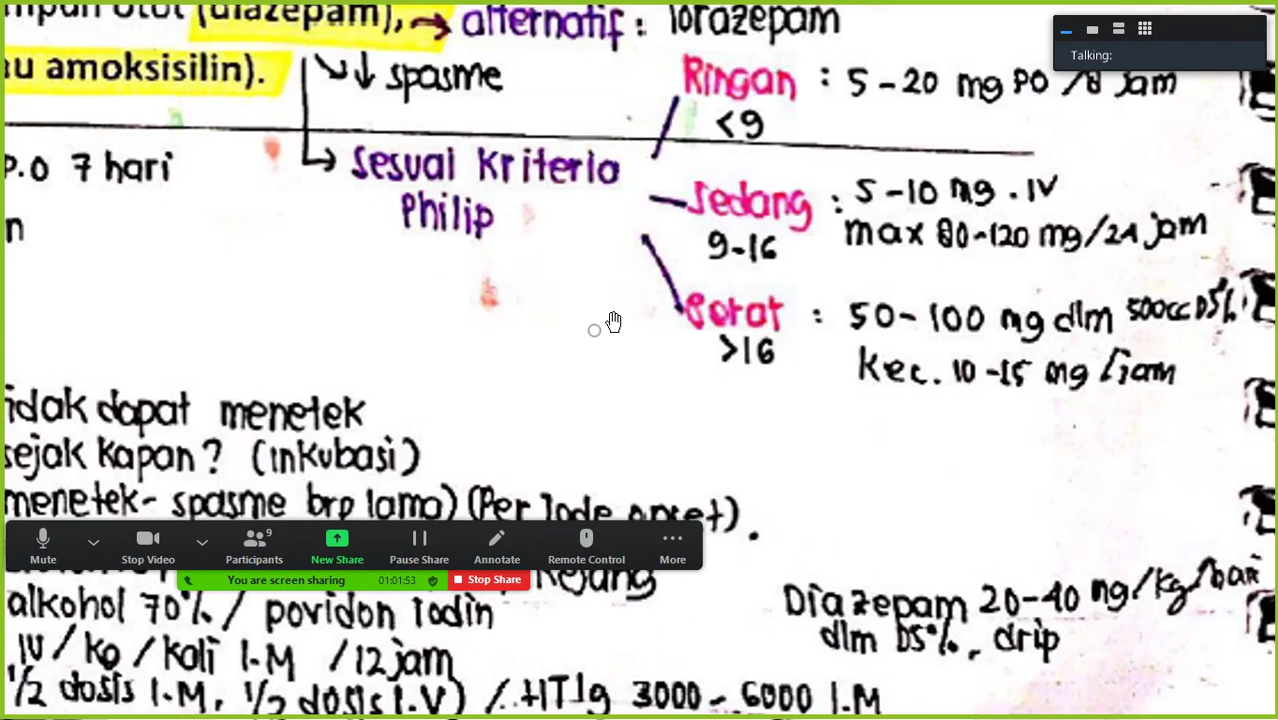 (diazepam), → alternatif : lorazepam
au amoksisilin).
↓ spasme
Ringan : 5-20 mg PO /8 jam
<9
P.O 7 hari
Sesuai Kriteria
Philip
Sedang : 5-10 mg . IV
9-16
max 80-120 mg/24 jam
Berat : 50-100 mg dlm 500cc D5%
>16
kec. 10-15 mg/jam
idak dapat menetek
sejak kapan? (inkubasi)
menetek- spasme brp lama) (Periode onset).
Kejang
alkohol 70% / povidon Iodin
Diazepam 20-40 mg/kg/hari
dlm D5%, drip
IU / kg / kali I.M /12 jam
1/2 dosis I.M, 1/2 dosis I.V) / HTIg 3000 - 6000 I.M
Talking:
Mute
Stop Video
Participants
9
New Share
Pause Share
Annotate
Remote Control
More
You are screen sharing
01:01:53
Stop Share